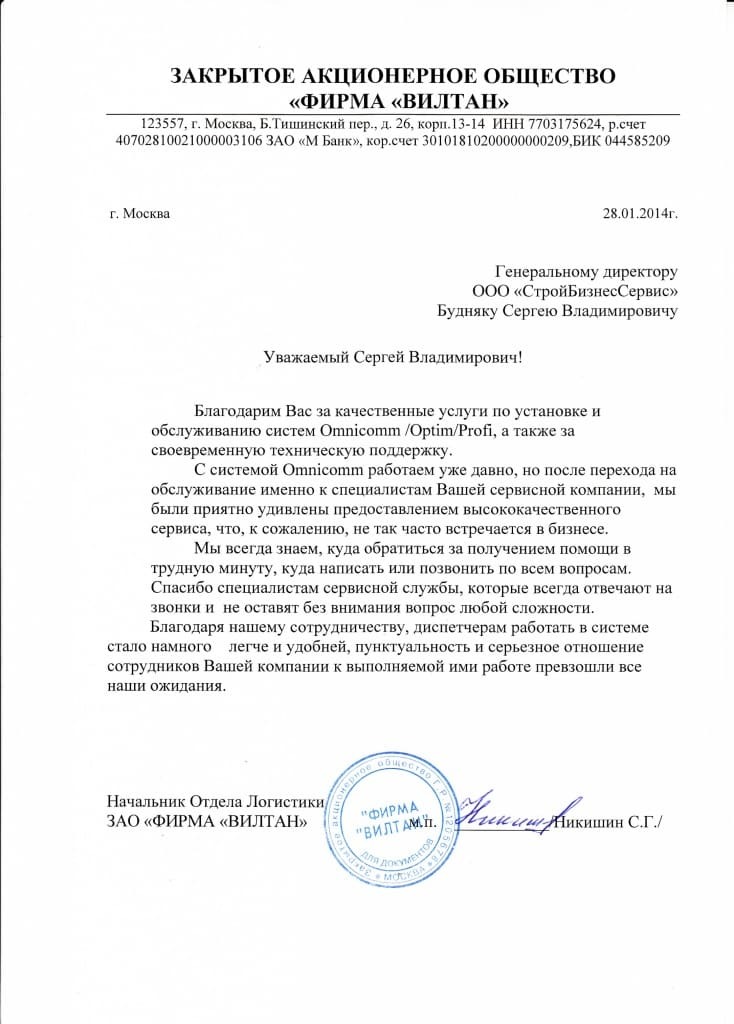 ЗАКРЫТОЕ АКЦИОНЕРНОЕ ОБЩЕСТВО
«ФИРМА «ВИЛТАН»
123557, г. Москва, Б.Тишинский пер., д. 26, корп.13-14 ИНН 7703175624, р.счет
40702810021000003106 ЗАО «М Банк», кор.счет 30101810200000000209,БИК 044585209
г. Москва 28.01.2014г.
Генеральному директору
ООО «СтройБизнесСервис»
Будняку Сергею Владимировичу
Уважаемый Сергей Владимирович!
Благодарим Вас за качественные услуги по установке и
обслуживанию систем Omnicomm /Optim/Profi, а также за
своевременную техническую поддержку.
С системой Omnicomm работаем уже давно, но после перехода на
обслуживание именно к специалистам Вашей сервисной компании, мы
были приятно удивлены предоставлением высококачественного
сервиса, что, к сожалению, не так часто встречается в бизнесе.
Мы всегда знаем, куда обратиться за получением помощи в
трудную минуту, куда написать или позвонить по всем вопросам.
Спасибо специалистам сервисной службы, которые всегда отвечают на
звонки и не оставят без внимания вопрос любой сложности.
Благодаря нашему сотрудничеству, диспетчерам работать в системе
стало намного легче и удобней, пунктуальность и серьезное отношение
сотрудников Вашей компании к выполняемой ими работе превзошли все
наши ожидания.
Начальник Отдела Логистики
ЗАО «ФИРМА «ВИЛТАН» М.п. Никишин /Никишин С.Г./
Закрытое акционерное общество Г.Р.№1205678
"ФИРМА
"ВИЛТАН"
ДЛЯ ДОКУМЕНТОВ
* МОСКВА *